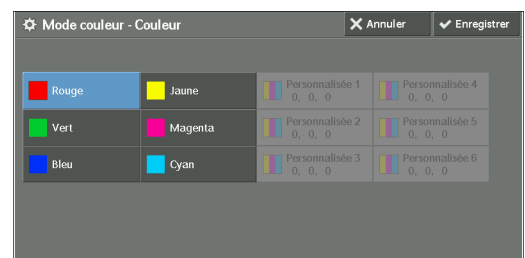 Mode couleur - Couleur
Annuler
Enregistrer
Rouge
Jaune
Personnalisée 1
0, 0, 0
Personnalisée 4
0, 0, 0
Vert
Magenta
Personnalisée 2
0, 0, 0
Personnalisée 5
0, 0, 0
Bleu
Cyan
Personnalisée 3
0, 0, 0
Personnalisée 6
0, 0, 0